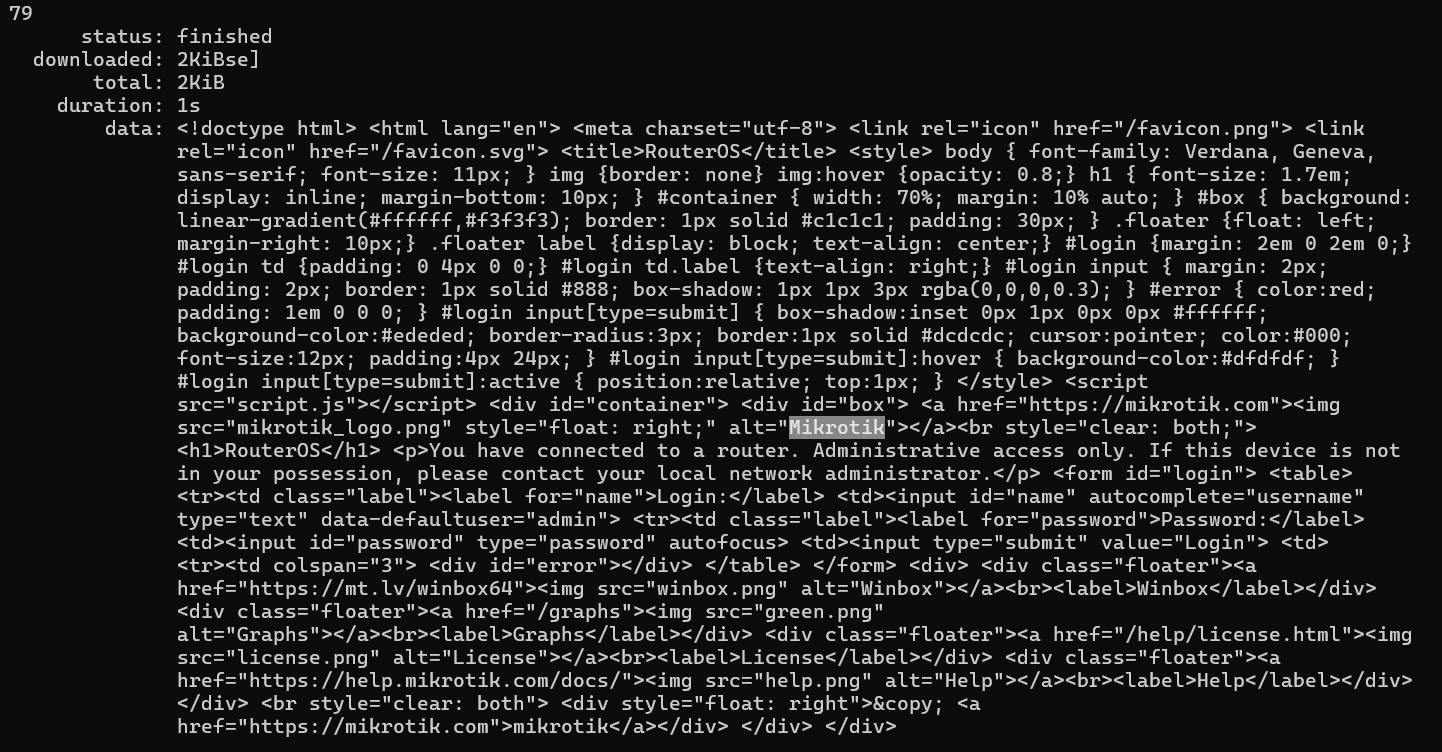 79
status: finished
downloaded: 2KiBse]
total: 2KiB
duration: 1s
data: <!doctype html> <html lang="en"> <meta charset="utf-8"> <link rel="icon" href="/favicon.png"> <link
rel="icon" href="/favicon.svg"> <title>RouterOS</title> <style> body { font-family: Verdana, Geneva,
sans-serif; font-size: 11px; } img {border: none} img:hover {opacity: 0.8;} h1 { font-size: 1.7em;
display: inline; margin-bottom: 10px; } #container { width: 70%; margin: 10% auto; } #box { background:
linear-gradient(#ffffff,#f3f3f3); border: 1px solid #c1c1c1; padding: 30px; } .floater {float: left;
margin-right: 10px;} .floater label {display: block; text-align: center;} #login {margin: 2em 0 2em 0;}
#login td {padding: 0 4px 0 0;} #login td.label {text-align: right;} #login input { margin: 2px;
padding: 2px; border: 1px solid #888; box-shadow: 1px 1px 3px rgba(0,0,0,0.3); } #error { color:red;
padding: 1em 0 0 0; } #login input[type=submit] { box-shadow:inset 0px 1px 0px 0px #ffffff;
background-color:#ededed; border-radius:3px; border:1px solid #dcdcdc; cursor:pointer; color:#000;
font-size:12px; padding:4px 24px; } #login input[type=submit]:hover { background-color:#dfdfdf; }
#login input[type=submit]:active { position:relative; top:1px; } </style> <script
src="script.js"></script> <div id="container"> <div id="box"> <a href="https://mikrotik.com"><img
src="mikrotik_logo.png" style="float: right;" alt="Mikrotik"></a><br style="clear: both;">
<h1>RouterOS</h1> <p>You have connected to a router. Administrative access only. If this device is not
in your possession, please contact your local network administrator.</p> <form id="login"> <table>
<tr><td class="label"><label for="name">Login:</label> <td><input id="name" autocomplete="username"
type="text" data-defaultuser="admin"> <tr><td class="label"><label for="password">Password:</label>
<td><input id="password" type="password" autofocus> <td><input type="submit" value="Login"> <td>
<tr><td colspan="3"> <div id="error"></div> </table> </form> <div> <div class="floater"><a
href="https://mt.lv/winbox64"><img src="winbox.png" alt="Winbox"></a><br><label>Winbox</label></div>
<div class="floater"><a href="/graphs"><img src="green.png"
alt="Graphs"></a><br><label>Graphs</label></div> <div class="floater"><a href="/help/license.html"><img
src="license.png" alt="License"></a><br><label>License</label></div> <div class="floater"><a
href="https://help.mikrotik.com/docs/"><img src="help.png" alt="Help"></a><br><label>Help</label></div>
</div> <br style="clear: both"> <div style="float: right">&copy; <a
href="https://mikrotik.com">mikrotik</a></div> </div> </div>